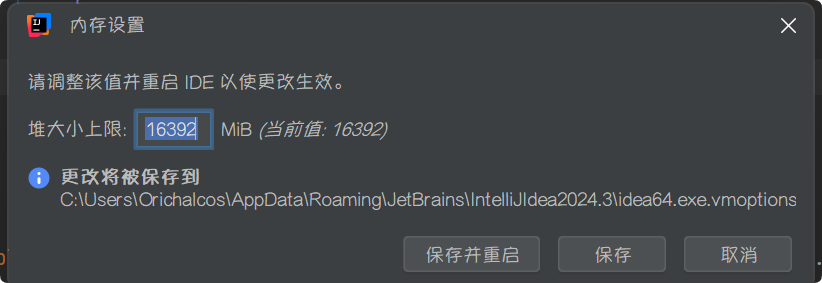 内存设置
请调整该值并重启 IDE 以使更改生效。
堆大小上限: 16392 MiB (当前值: 16392)
更改将被保存到
C:\Users\Orichalcos\AppData\Roaming\JetBrains\IntelliJIdea2024.3\idea64.exe.vmoptions
保存并重启 保存 取消